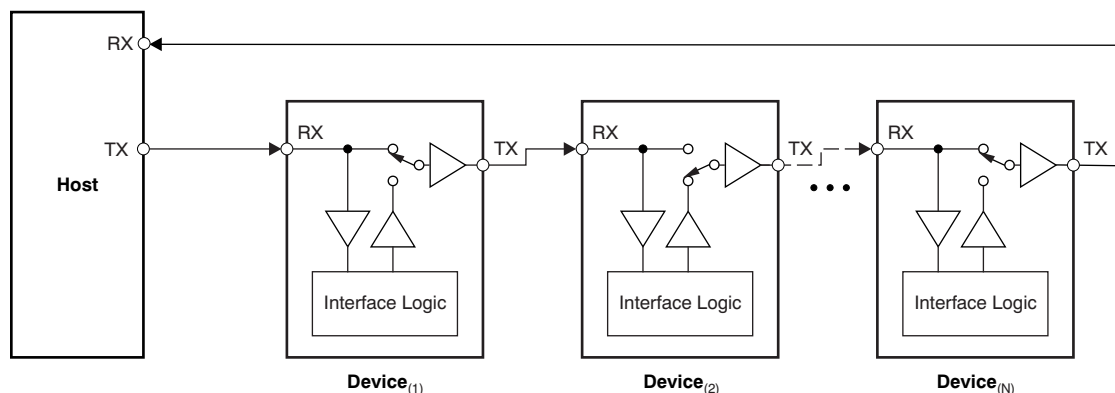 RX
TX
Host
RX
TX
Interface Logic
Device(1)
RX
TX
Interface Logic
Device(2)
RX
TX
Interface Logic
Device(N)